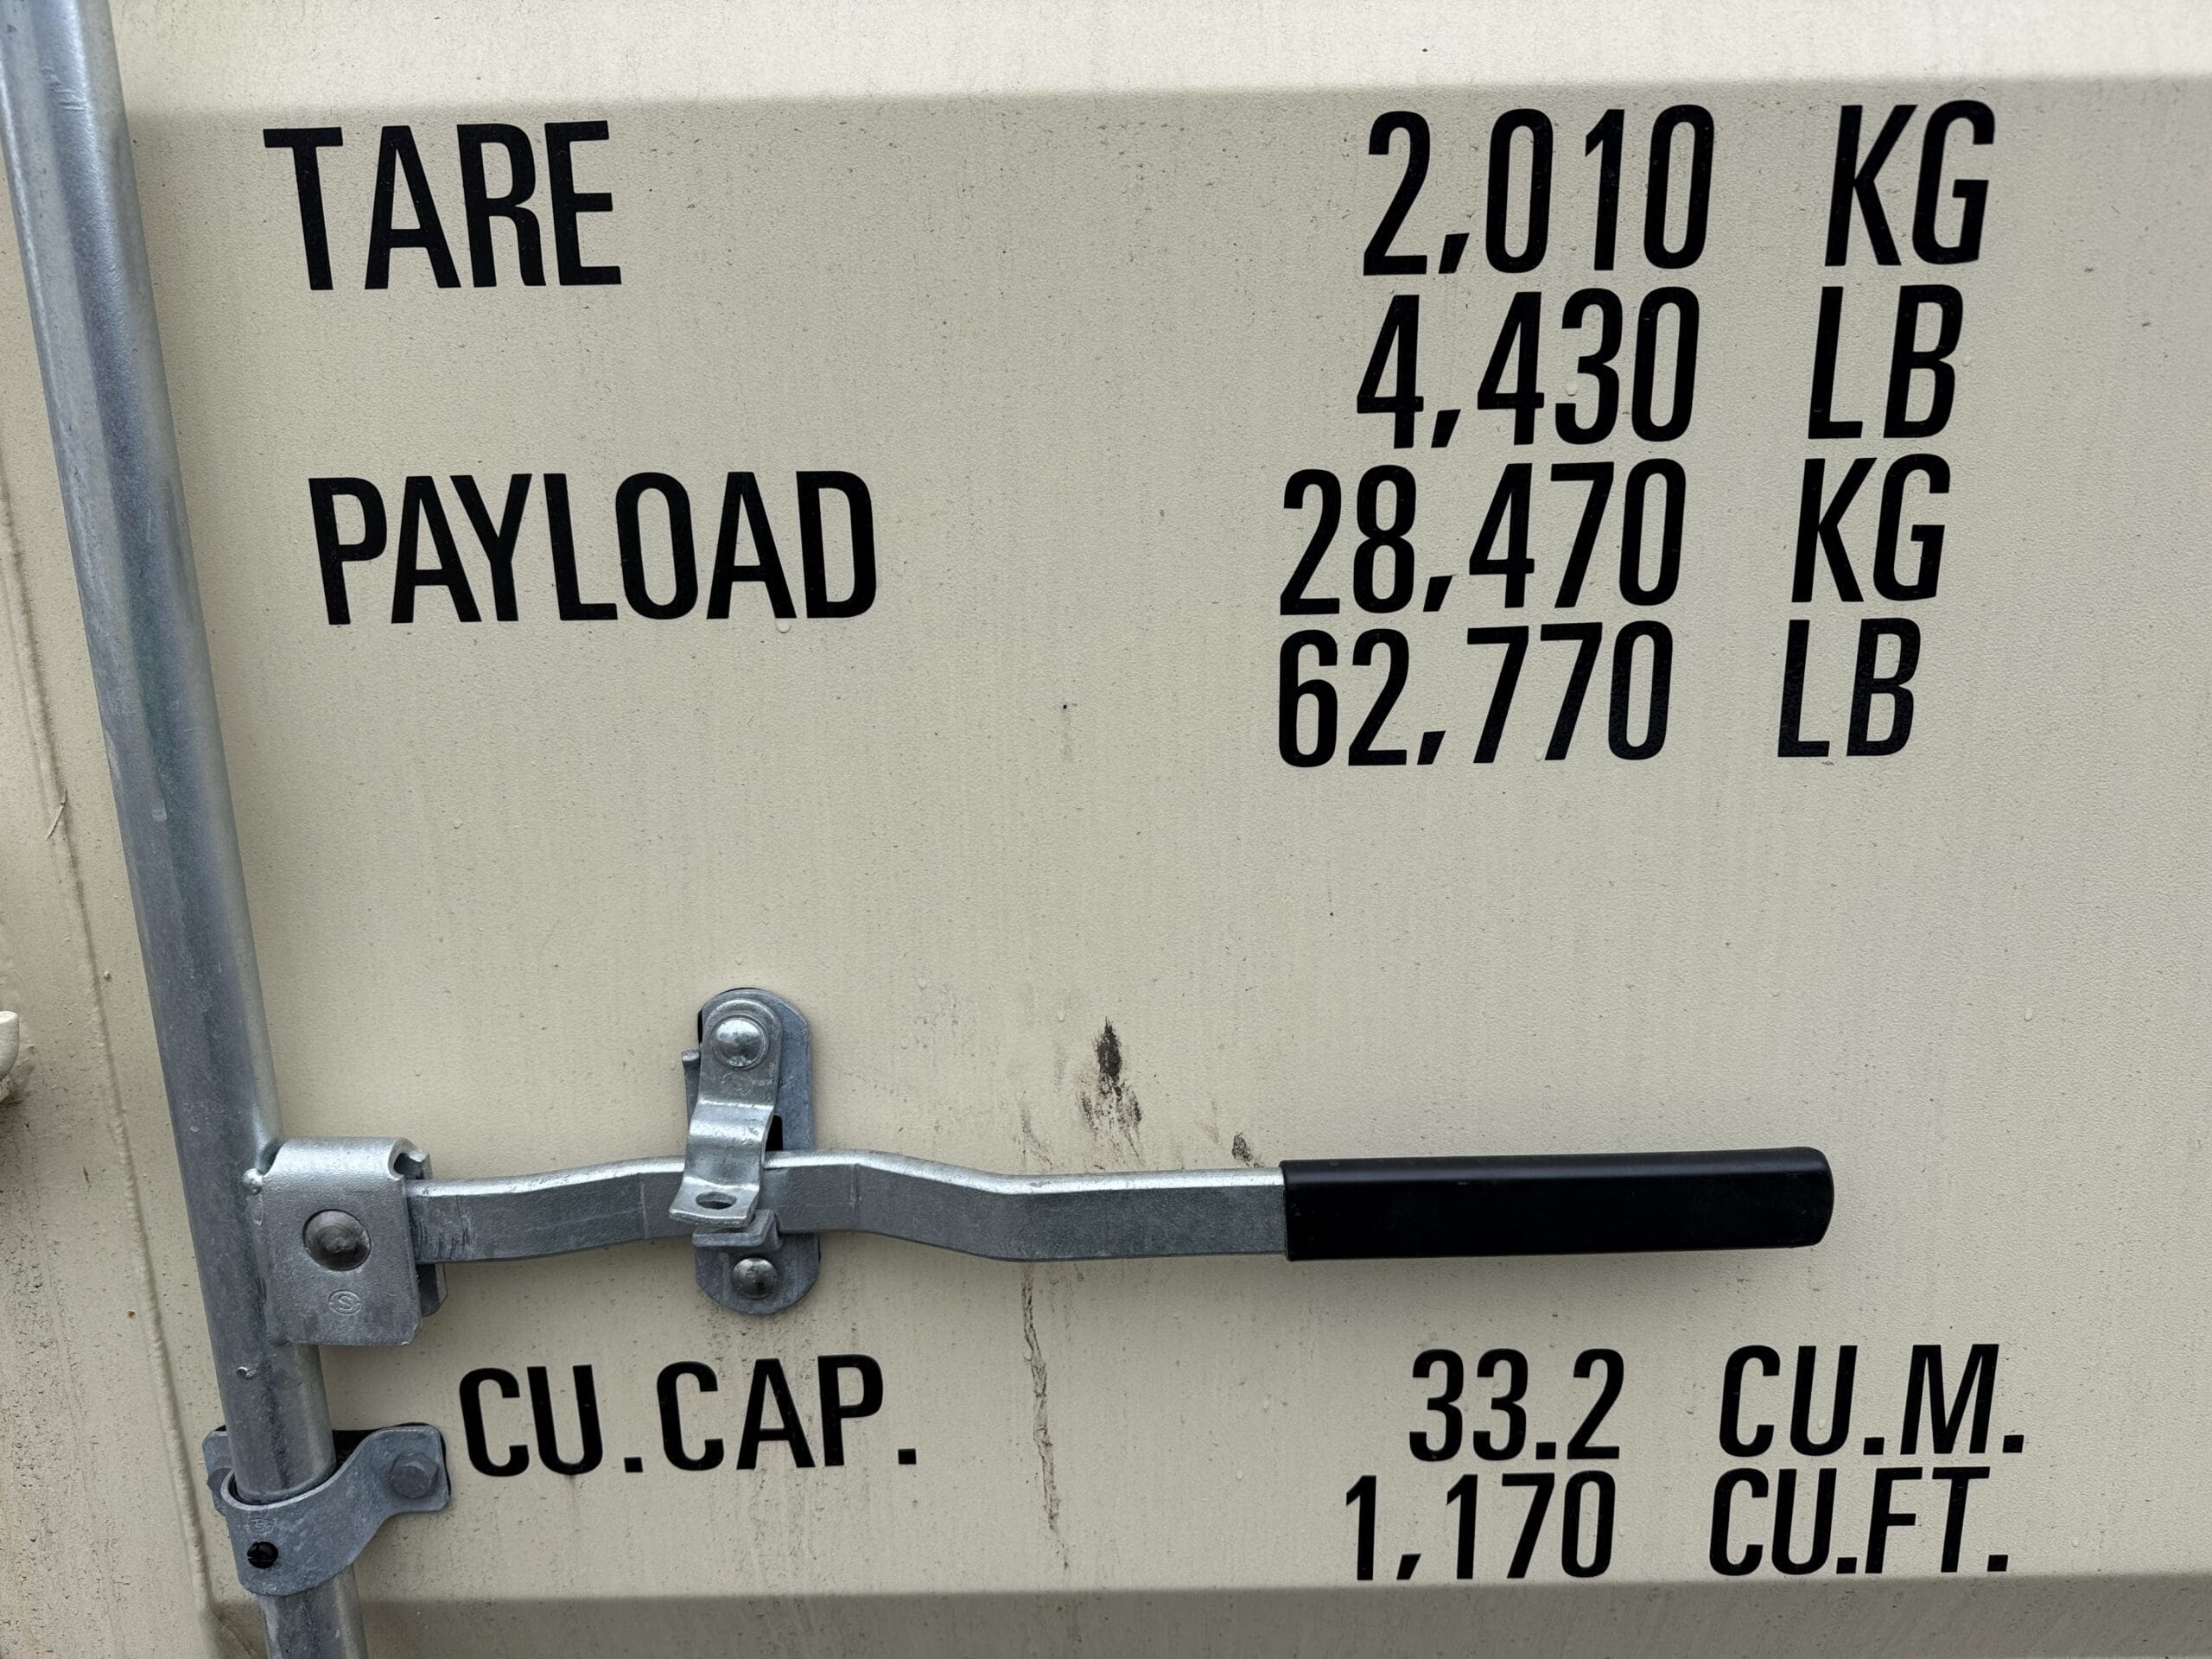 TARE 2,010 KG
4,430 LB
PAYLOAD 28,470 KG
62,770 LB
CU.CAP. 33.2 CU.M.
1,170 CU.FT.